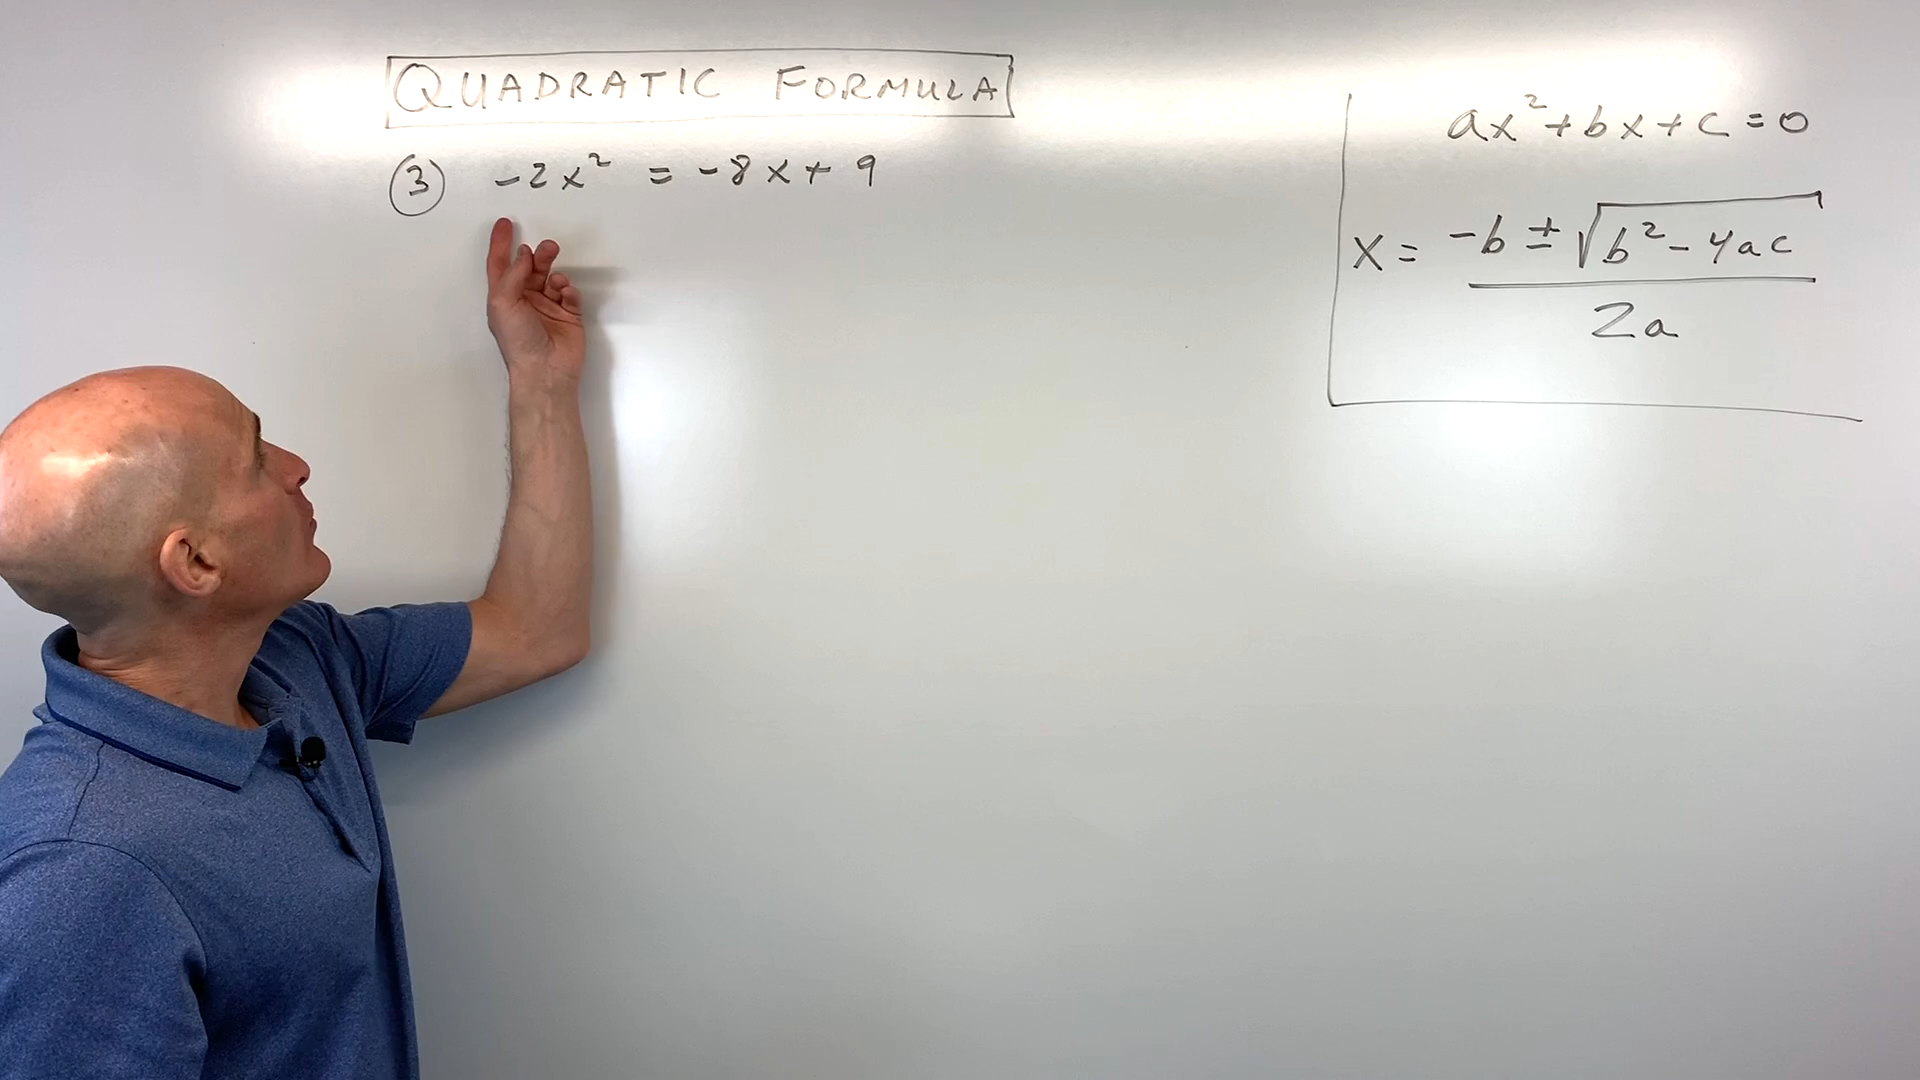 QUADRATIC FORMULA
③ -2x² = -8x + 9
ax² + bx + c = 0
x = -b ± √b² - 4ac
2a